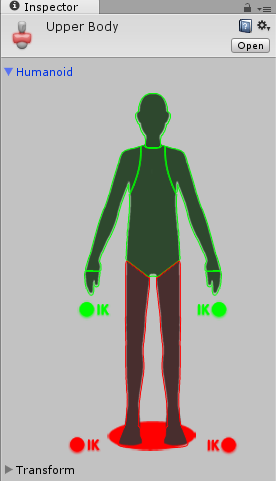 Inspector
Upper Body
Open
Humanoid
IK IK
IK IK
Transform